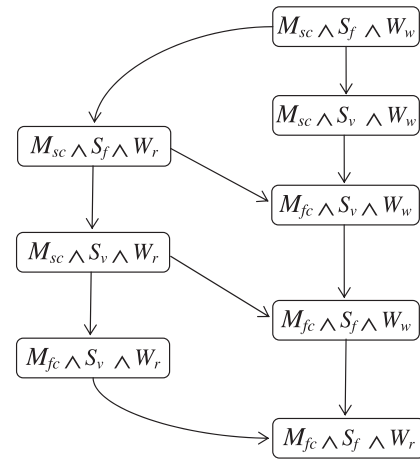 M_sc ∧ S_f ∧ W_w
M_sc ∧ S_v ∧ W_w
M_sc ∧ S_f ∧ W_r
M_fc ∧ S_v ∧ W_w
M_sc ∧ S_v ∧ W_r
M_fc ∧ S_f ∧ W_w
M_fc ∧ S_v ∧ W_r
M_fc ∧ S_f ∧ W_r